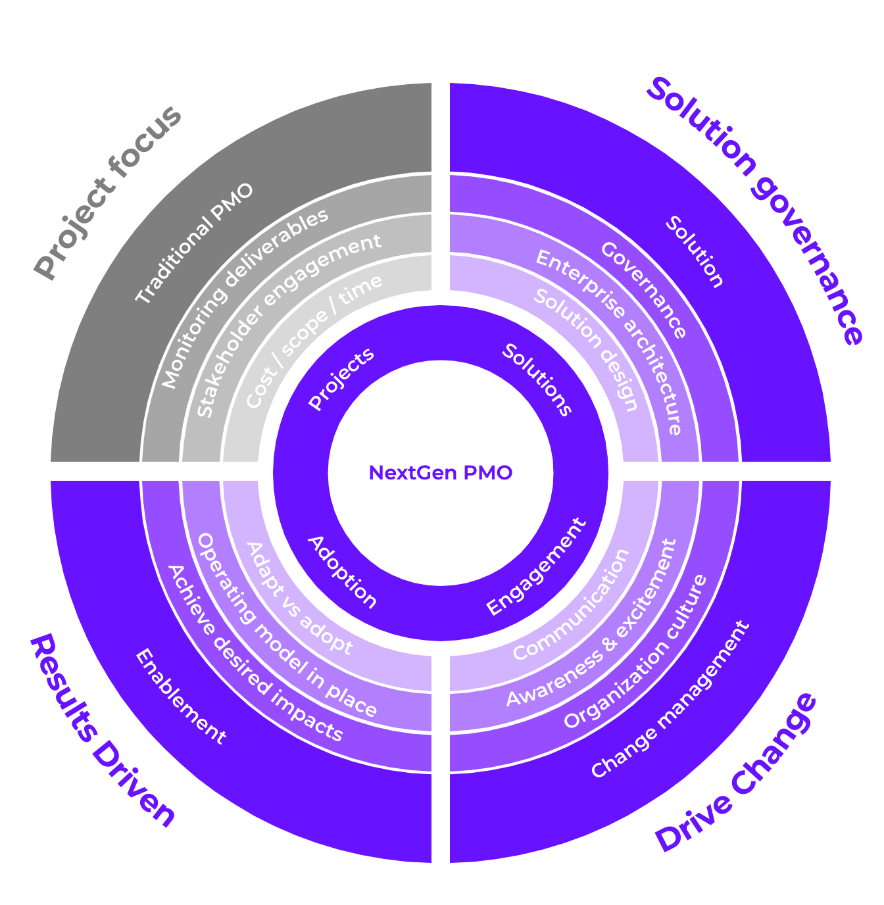 Project focus
Traditional PMO
Monitoring deliverables
Stakeholder engagement
Cost / scope / time
Projects
Solution governance
Solution
Governance
Enterprise architecture
Solution design
Solutions
NextGen PMO
Results Driven
Enablement
Achieve desired impacts
Operating model in place
Adapt vs adopt
Adoption
Drive Change
Change management
Organization culture
Awareness & excitement
Communication
Engagement